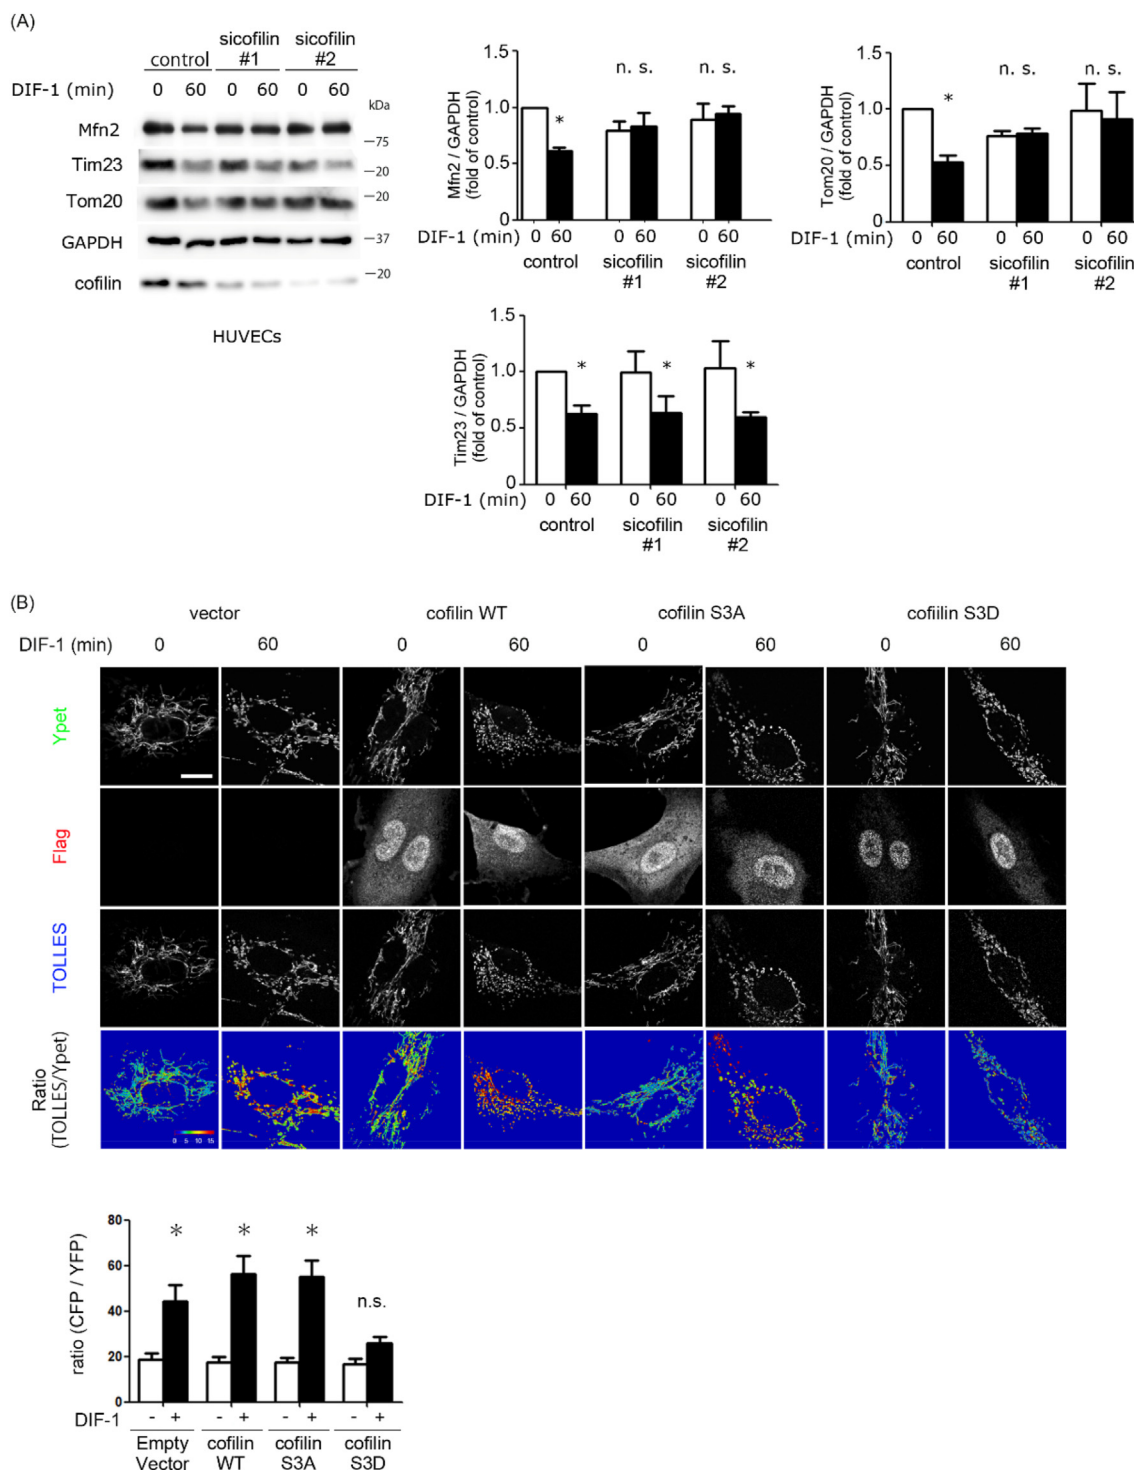 (A)
control sicofilin #1 sicofilin #2
DIF-1 (min) 0 60 0 60 0 60
kDa
Mfn2
—75
Tim23
—20
Tom20
—20
GAPDH
—37
cofilin
—20
HUVECs
Mfn2 / GAPDH
(fold of control)
1.5
1.0
0.5
0
*
n. s.
n. s.
DIF-1 (min) 0 60 0 60 0 60
control sicofilin sicofilin
#1 #2
Tom20 / GAPDH
(fold of control)
1.5
1.0
0.5
0
*
n. s.
n. s.
DIF-1 (min) 0 60 0 60 0 60
control sicofilin sicofilin
#1 #2
Tim23 / GAPDH
(fold of control)
1.5
1.0
0.5
0
* * *
DIF-1 (min) 0 60 0 60 0 60
control sicofilin sicofilin
#1 #2
(B)
vector cofilin WT cofilin S3A cofiilin S3D
DIF-1 (min) 0 60 0 60 0 60 0 60
Ypet
Flag
TOLLES
Ratio
(TOLLES/Ypet)
0 5 10 15
ratio (CFP / YFP)
80
60
40
20
0
* * *
n.s.
DIF-1 - + - + - + - +
Empty cofilin cofilin cofilin
Vector WT S3A S3D